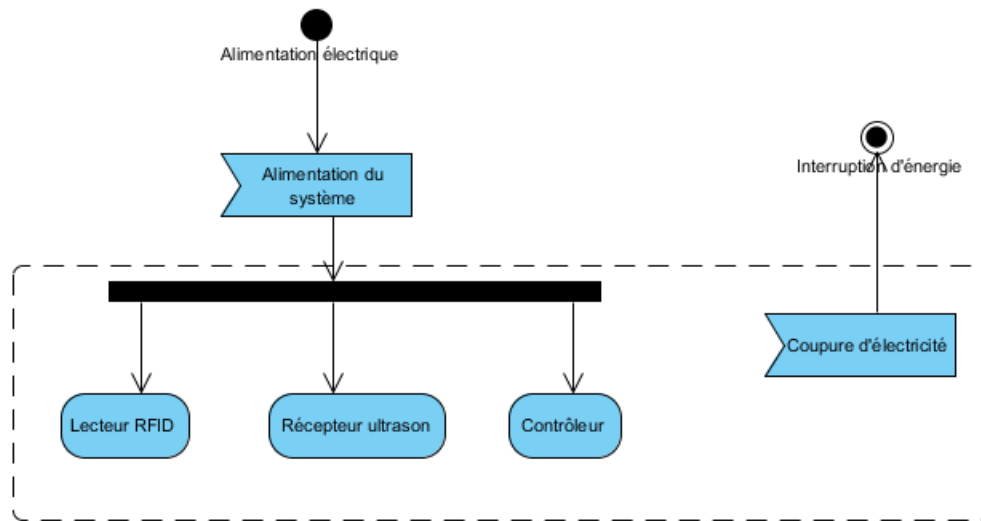 Alimentation électrique
Interruption d'énergie
Alimentation du
système
Coupure d'électricité
Lecteur RFID
Récepteur ultrason
Contrôleur